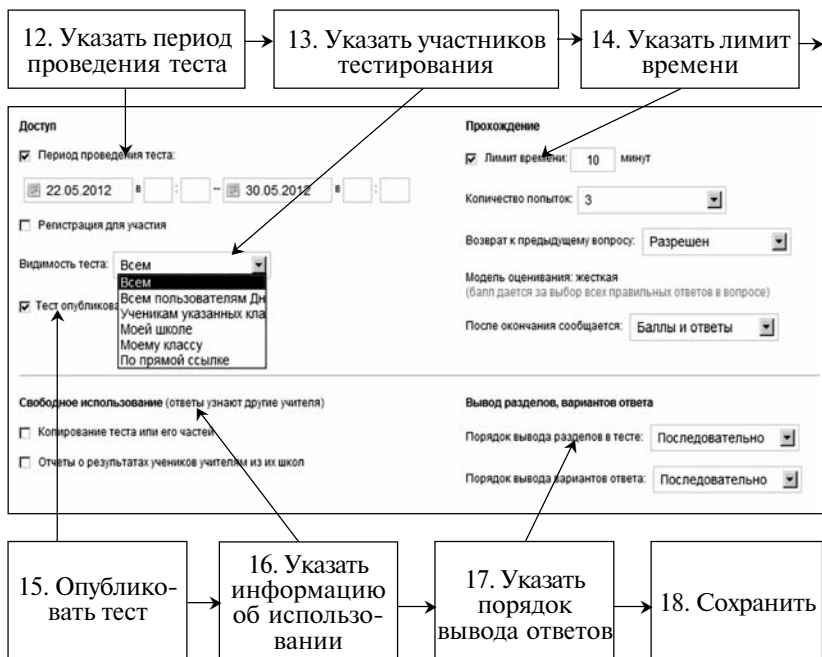 12. Указать период
проведения теста
13. Указать участников
тестирования
14. Указать лимит
времени
Доступ
Период проведения теста:
22.05.2012 в : -- 30.05.2012 в :
Регистрация для участия
Видимость теста: Всем
Всем
Всем пользователям Дн
Ученикам указанных кла
Моей школе
Моему классу
По прямой ссылке
Тест опубликова
Прохождение
Лимит времени: 10 минут
Количество попыток: 3
Возврат к предыдущему вопросу: Разрешен
Модель оценивания: жесткая
(балл дается за выбор всех правильных ответов в вопросе)
После окончания сообщается: Баллы и ответы
Свободное использование (ответы узнают другие учителя)
Копирование теста или его частей
Отчеты о результатах учеников учителям из их школ
Вывод разделов, вариантов ответа
Порядок вывода разделов в тесте: Последовательно
Порядок вывода вариантов ответа: Последовательно
15. Опублико-
вать тест
16. Указать
информацию
об использо-
вании
17. Указать
порядок
вывода ответов
18. Сохранить